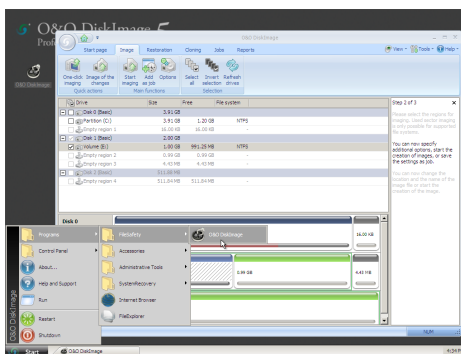 O&O DiskImage 5
Profi
O&O DiskImage
O&O DiskImage
Start page Image Restoration Cloning Jobs Reports
View Tools Help
One-click imaging
Image of the changes
Start imaging
Add as job
Options
Select all
Invert selection
Refresh drives
Quick actions Main functions Selection
Drive Size Free File system
Disk 0 (Basic) 3.91 GB
Partition (C:) 3.91 GB 1.20 GB NTFS
Empty region 1 16.00 KB 16.00 KB -
Disk 1 (Basic) 2.00 GB
Volume (E:) 1.00 GB 991.25 MB NTFS
Empty region 2 0.99 GB 0.99 GB -
Empty region 3 4.43 MB 4.43 MB -
Disk 2 (Basic) 511.84 MB
Empty region 4 511.84 MB 511.84 MB -
Step 2 of 3
Please select the regions for
imaging. Used sector imaging
is only possible for supported
file systems.
You can now specify
additional options, start the
creation of images, or save
the settings as job.
You can now change the
location and the name of the
image file or start the
creation of the image.
Disk 0
16.00 KB
0.99 GB
4.43 MB
Programs
Control Panel
About...
Help and Support
Run
Restart
Shutdown
O&O DiskImage
FileSafety
Accessories
Administrative Tools
SystemRecovery
Internet Browser
FileExplorer
O&O DiskImage
NUM
Start
O&O DiskImage
4:34 P